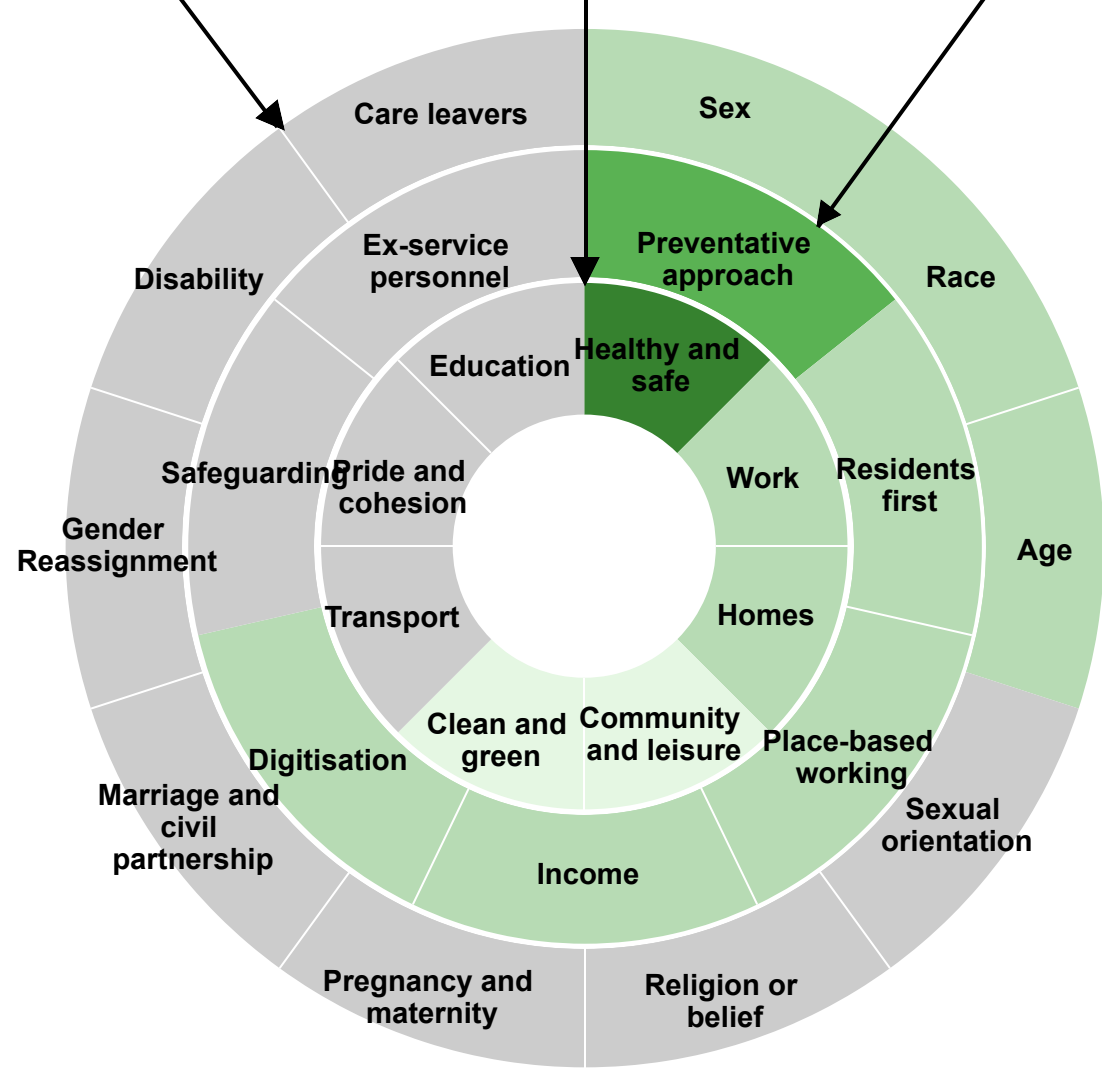 Care leavers
Sex
Ex-service
personnel
Preventative
approach
Disability
Race
Education
Healthy and
safe
Safeguarding
Pride and
cohesion
Work
Residents
first
Gender
Reassignment
Age
Transport
Homes
Clean and
green
Community
and leisure
Digitisation
Place-based
working
Marriage and
civil
partnership
Sexual
orientation
Income
Pregnancy and
maternity
Religion or
belief